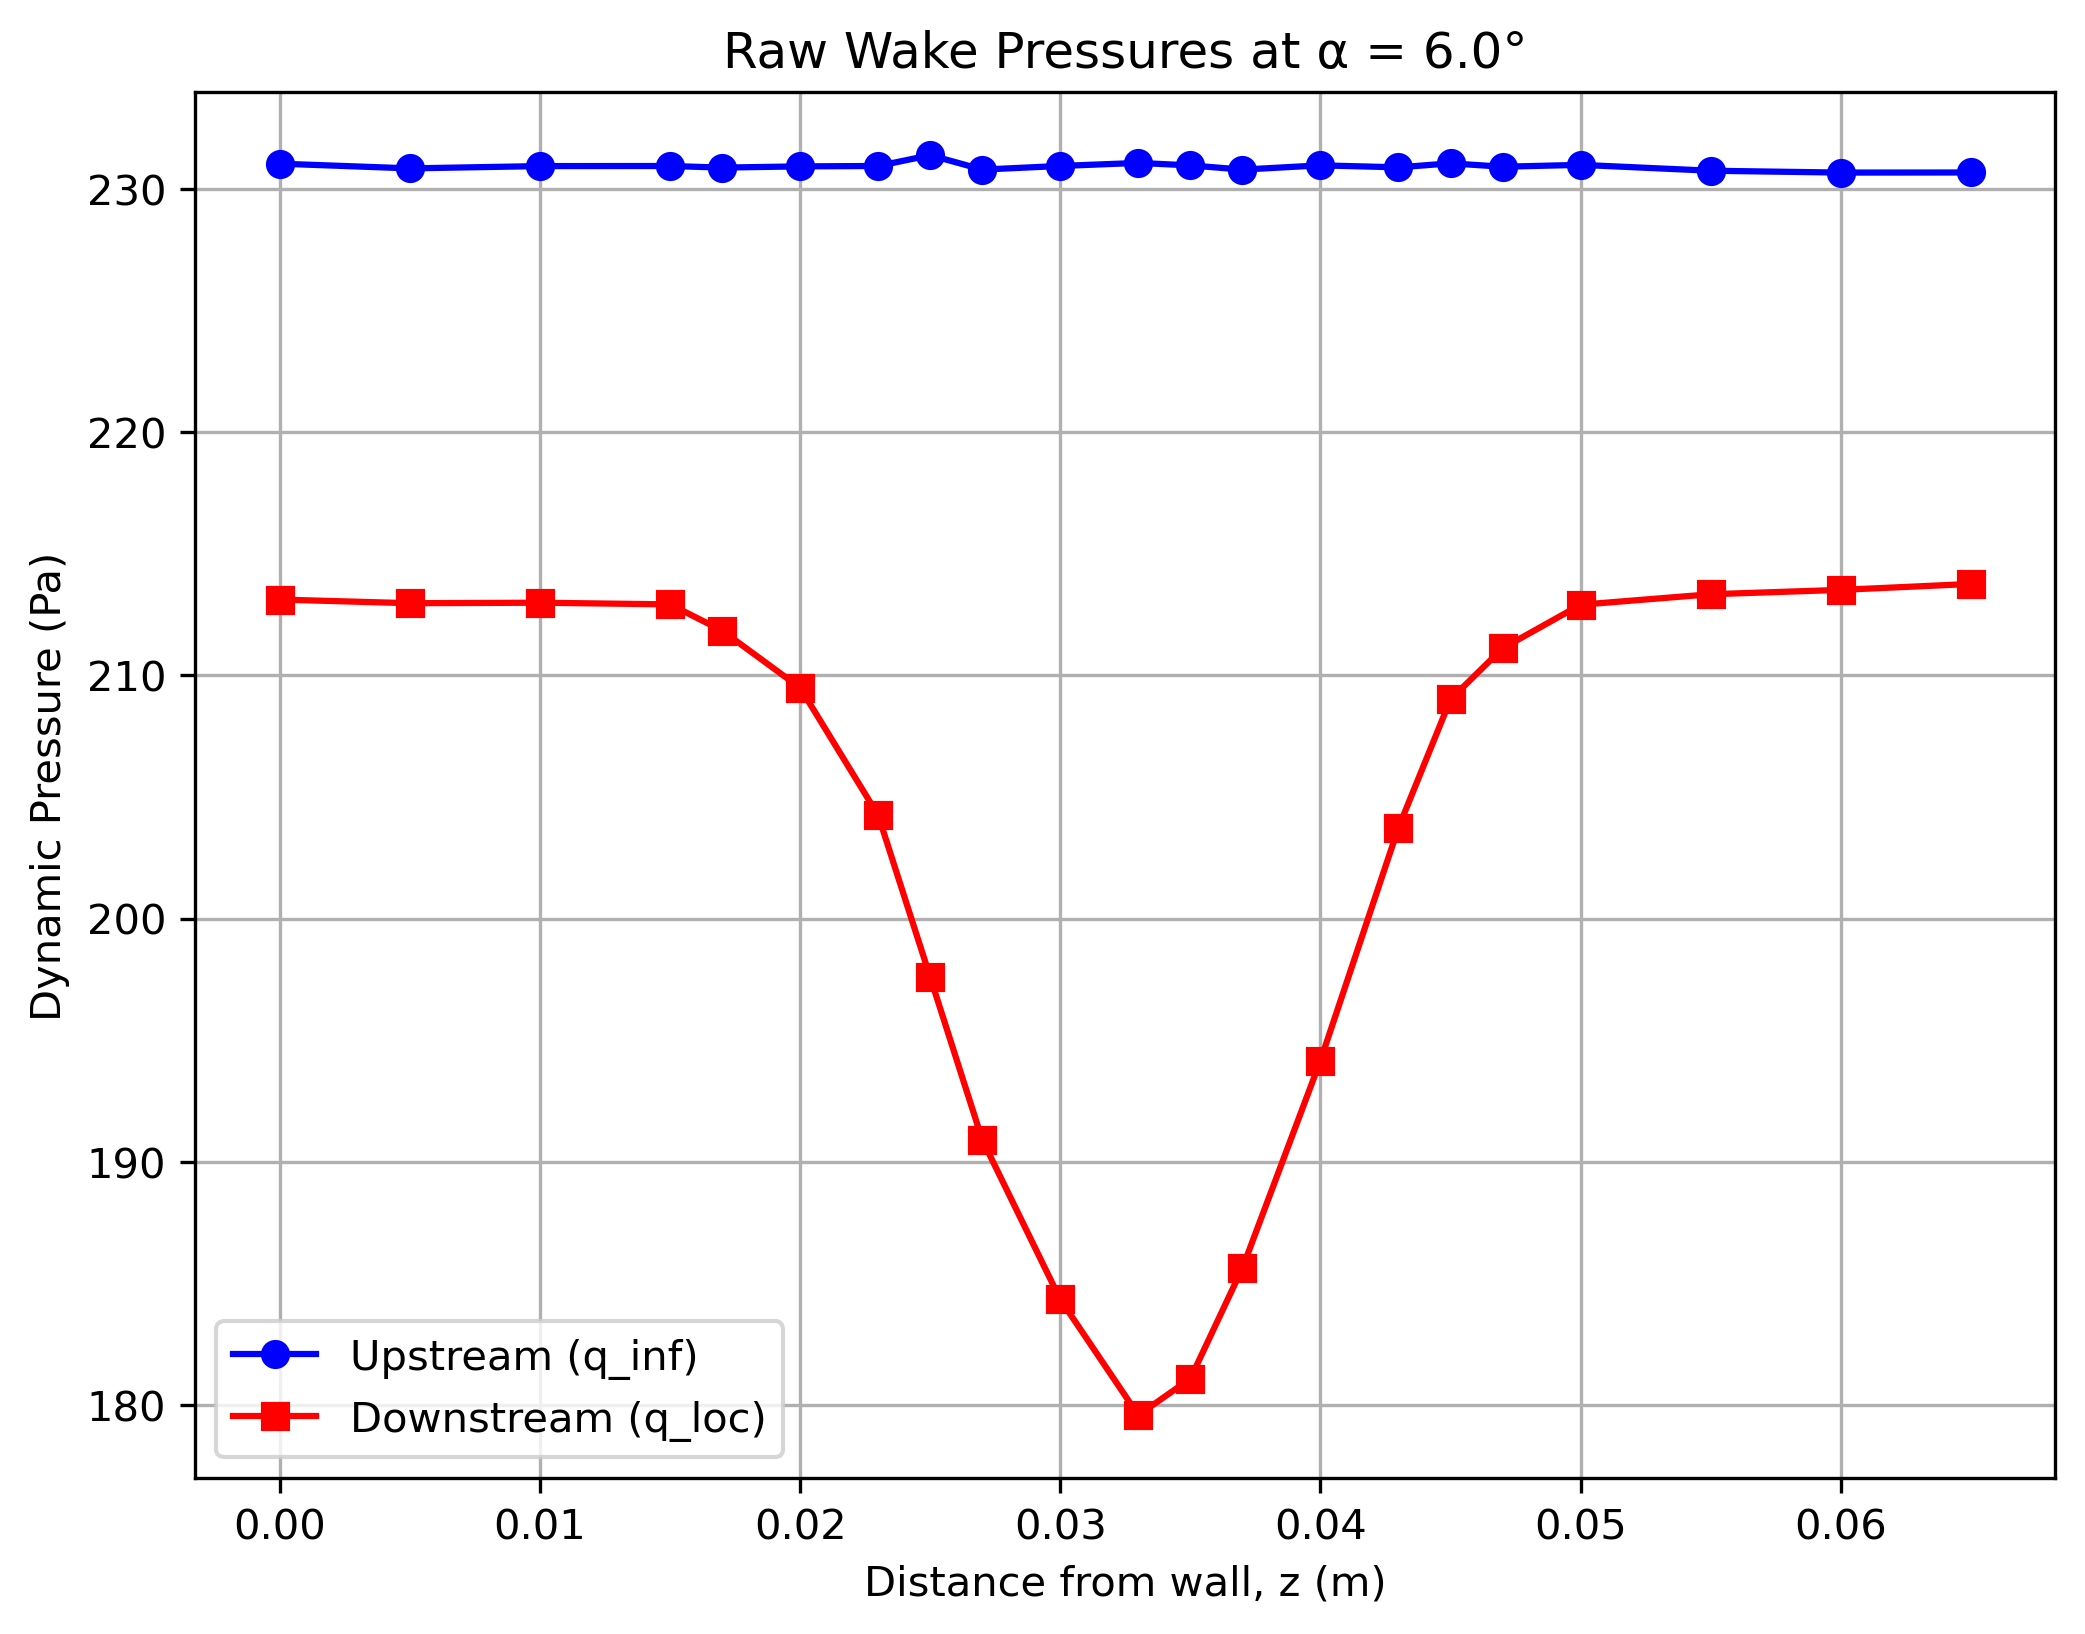 Raw Wake Pressures at α = 6.0°
Dynamic Pressure (Pa)
230
220
210
200
190
180
Upstream (q_inf)
Downstream (q_loc)
0.00 0.01 0.02 0.03 0.04 0.05 0.06
Distance from wall, z (m)